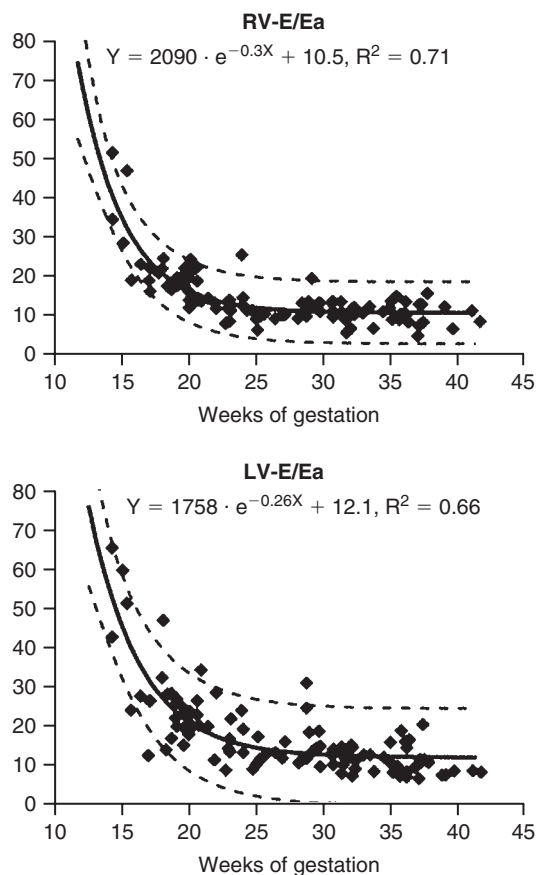 RV-E/Ea
Y = 2090 · e−0.3X + 10.5, R2 = 0.71
80
70
60
50
40
30
20
10
0
10 15 20 25 30 35 40 45
Weeks of gestation
LV-E/Ea
Y = 1758 · e−0.26X + 12.1, R2 = 0.66
80
70
60
50
40
30
20
10
0
10 15 20 25 30 35 40 45
Weeks of gestation